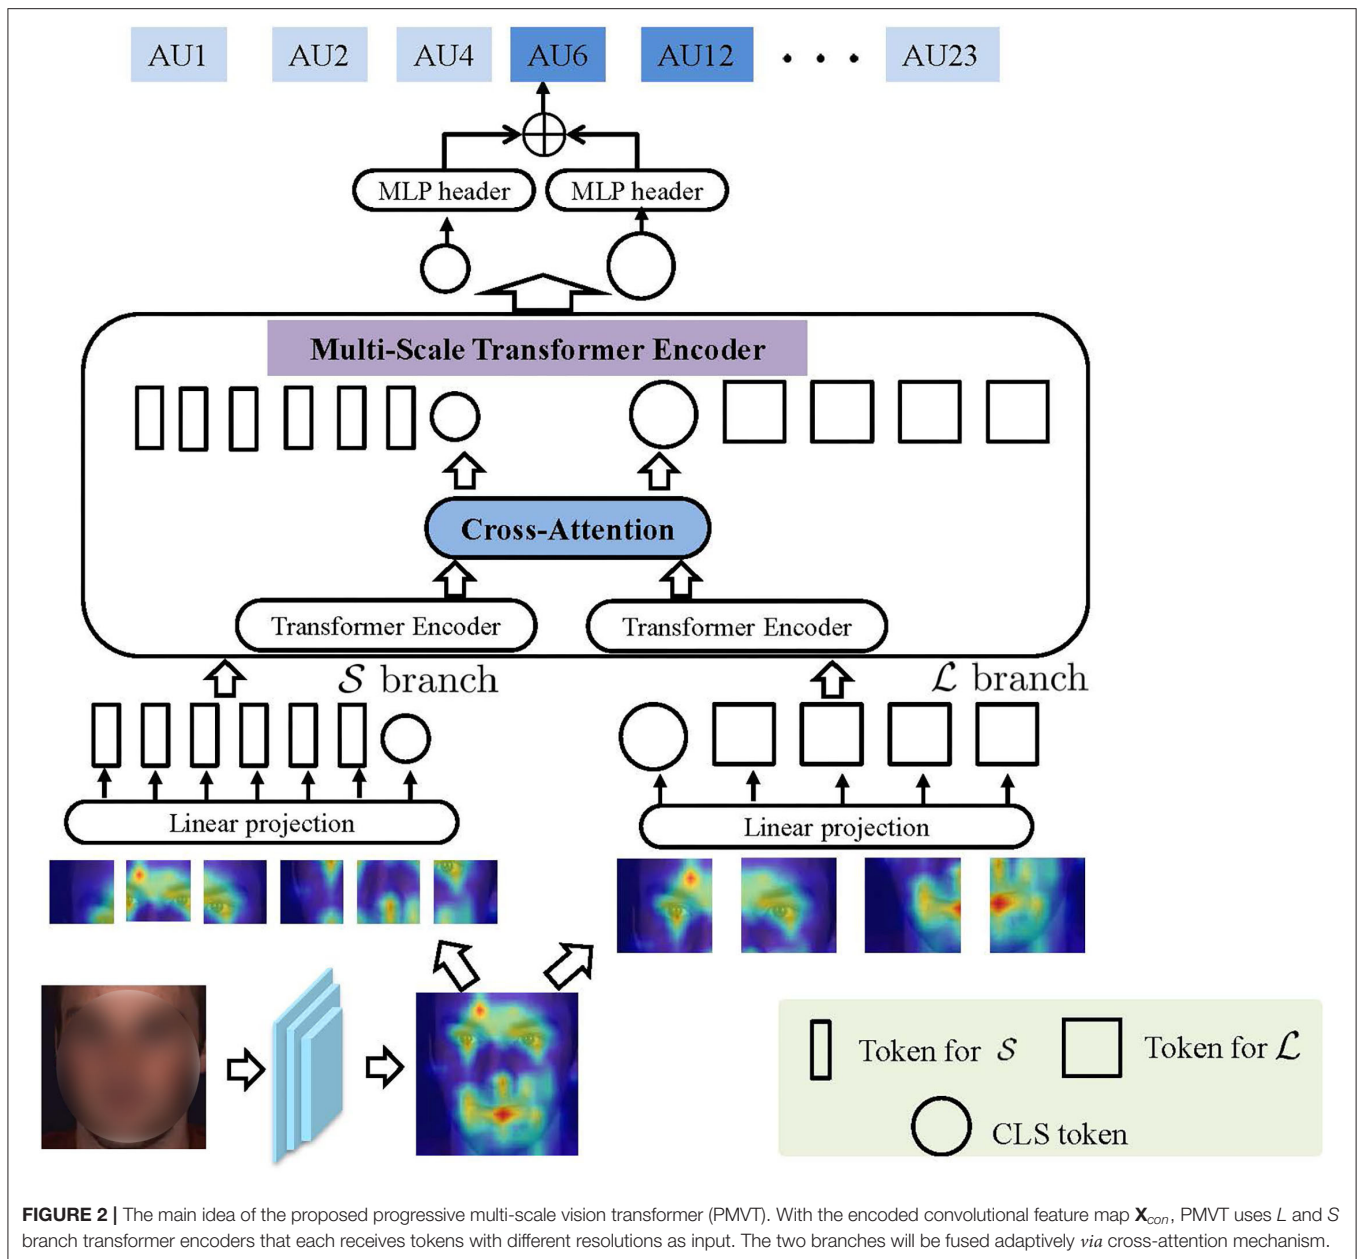 AU1 AU2 AU4 AU6 AU12 • • • AU23
MLP header MLP header
Multi-Scale Transformer Encoder
Cross-Attention
Transformer Encoder Transformer Encoder
𝒮 branch ℒ branch
Linear projection Linear projection
Token for 𝒮 Token for ℒ
CLS token
FIGURE 2 | The main idea of the proposed progressive multi-scale vision transformer (PMVT). With the encoded convolutional feature map X_con, PMVT uses L and S
branch transformer encoders that each receives tokens with different resolutions as input. The two branches will be fused adaptively via cross-attention mechanism.